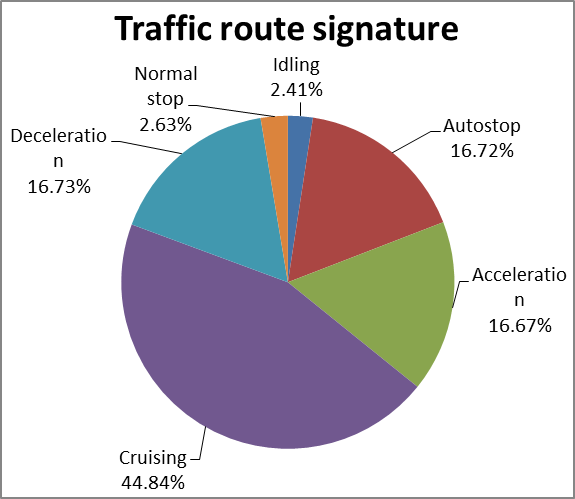 Traffic route signature
Idling
2.41%
Autostop
16.72%
Acceleratio
n
16.67%
Cruising
44.84%
Deceleratio
n
16.73%
Normal
stop
2.63%